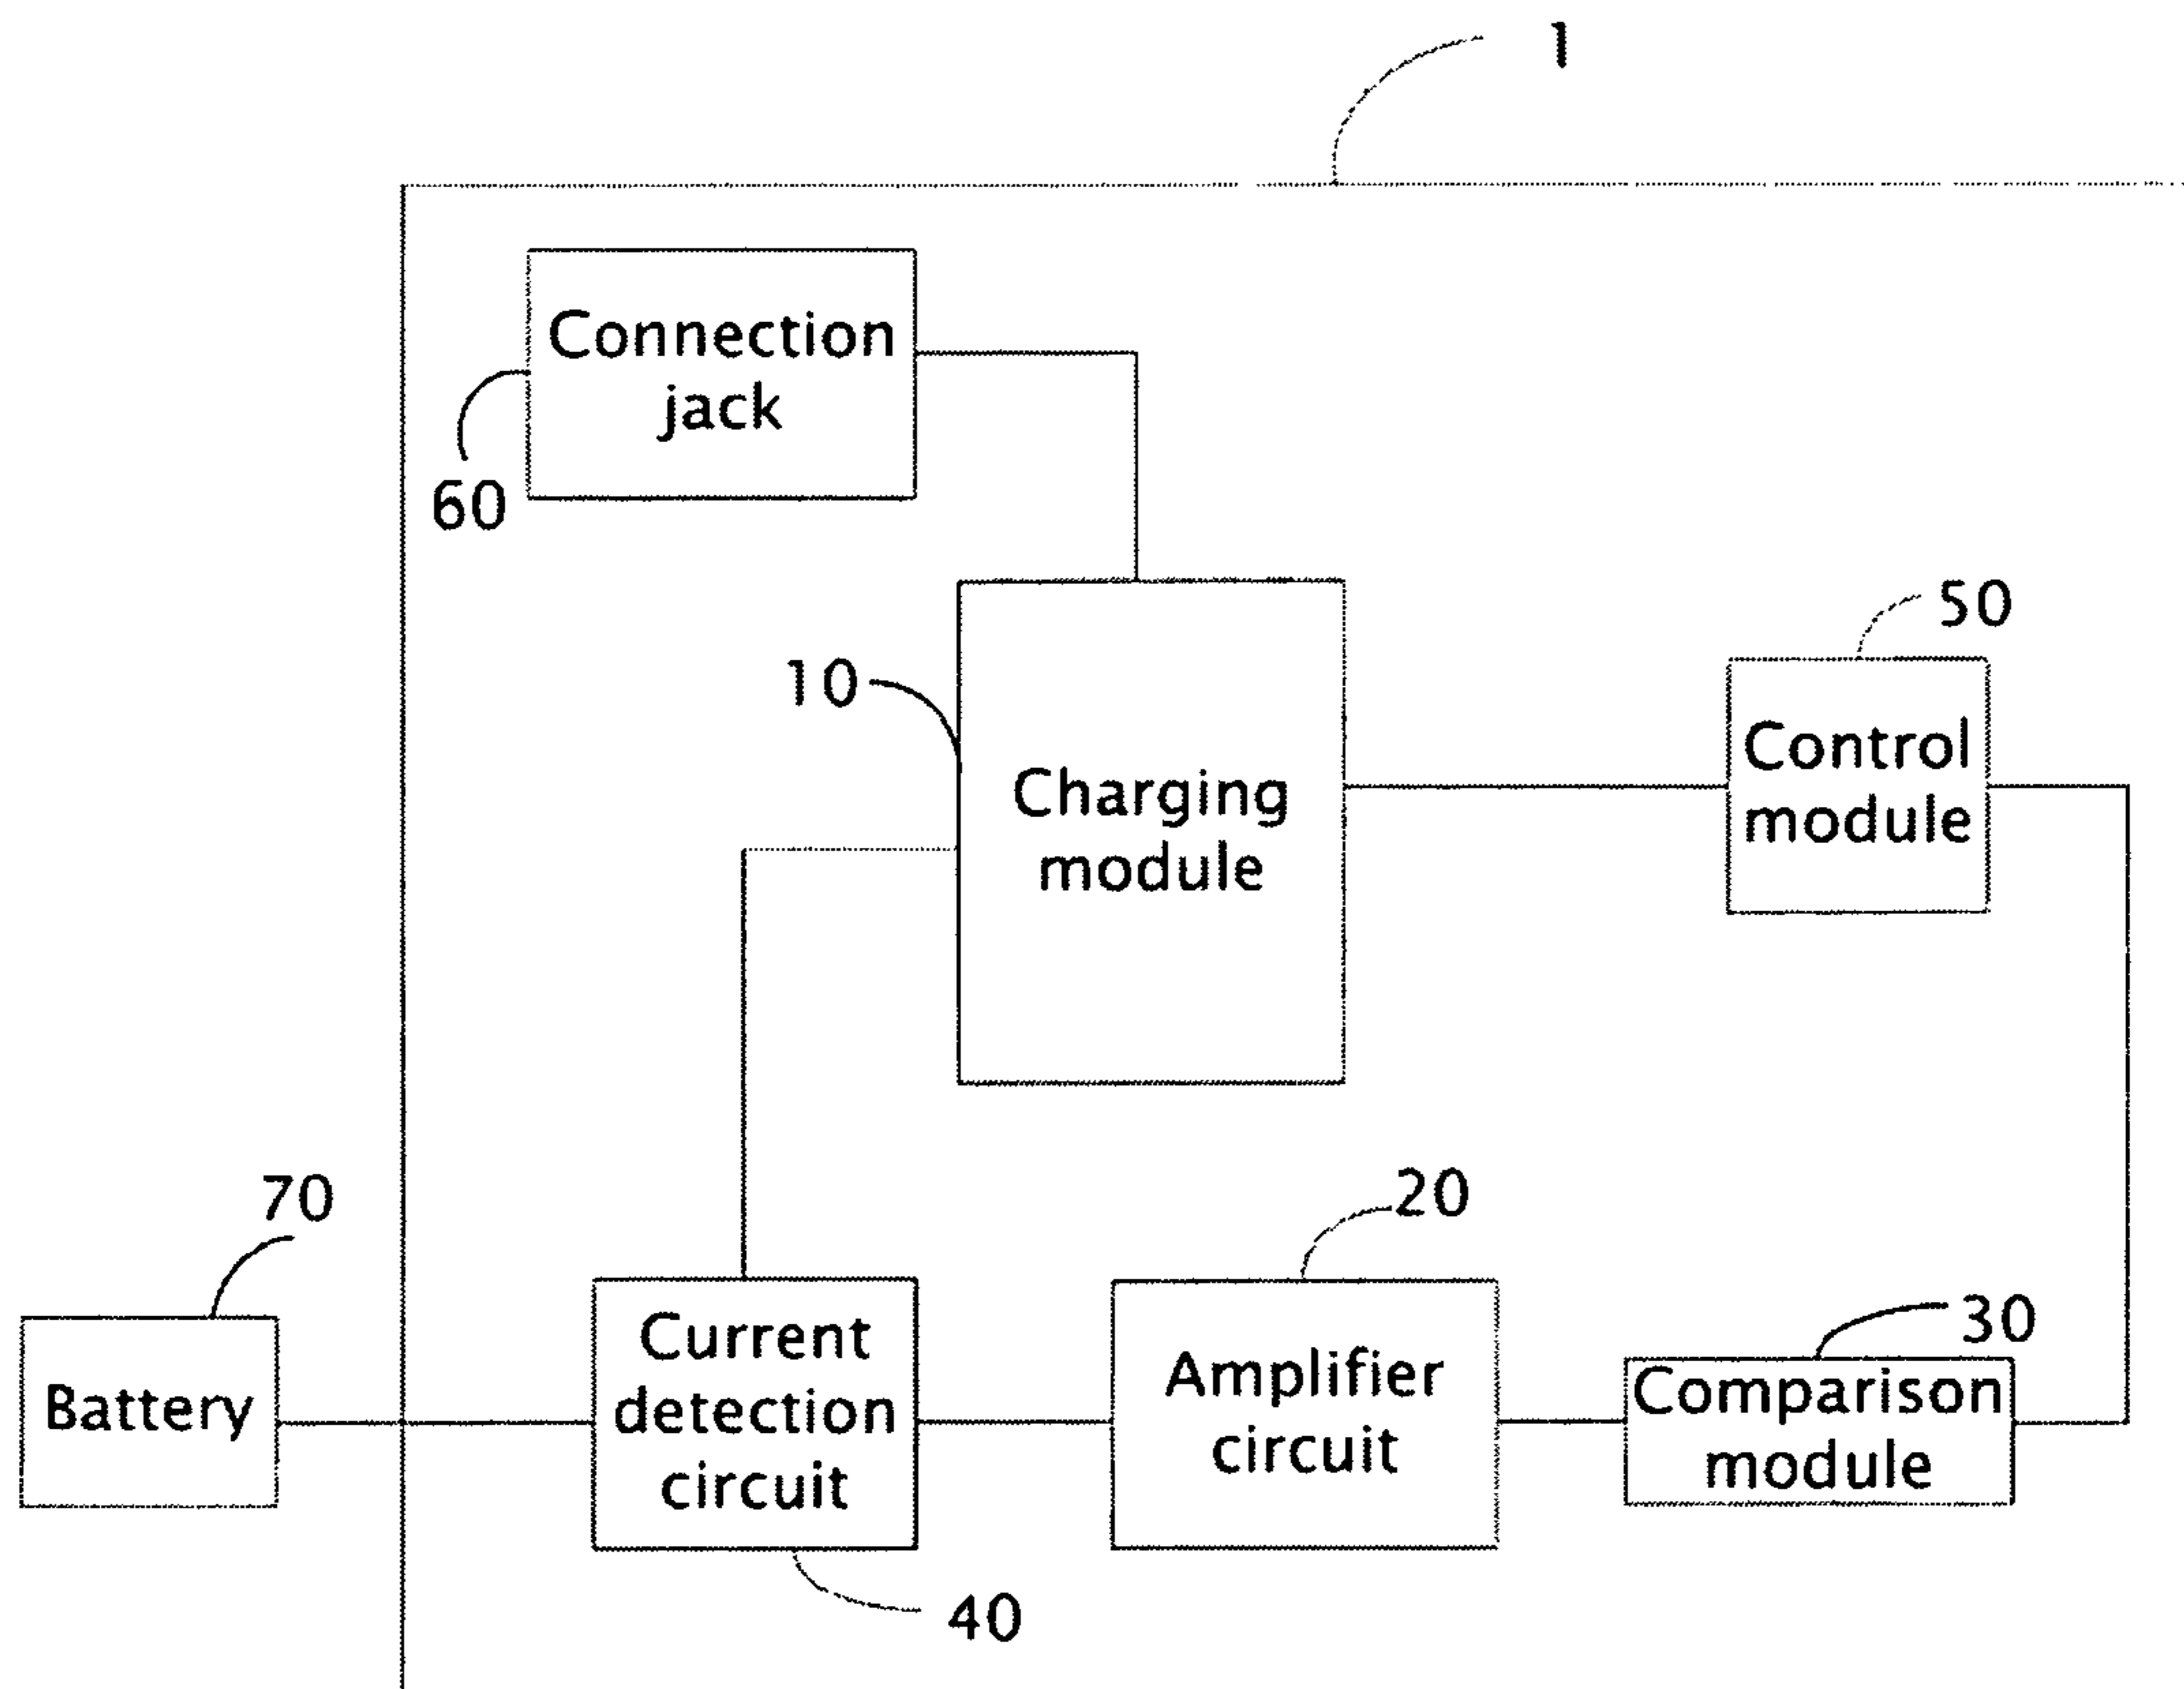 1
Connection
jack
60
50
10
Control
module
Charging
module
70
20
30
Current
detection
circuit
Amplifier
circuit
Comparison
module
Battery
40